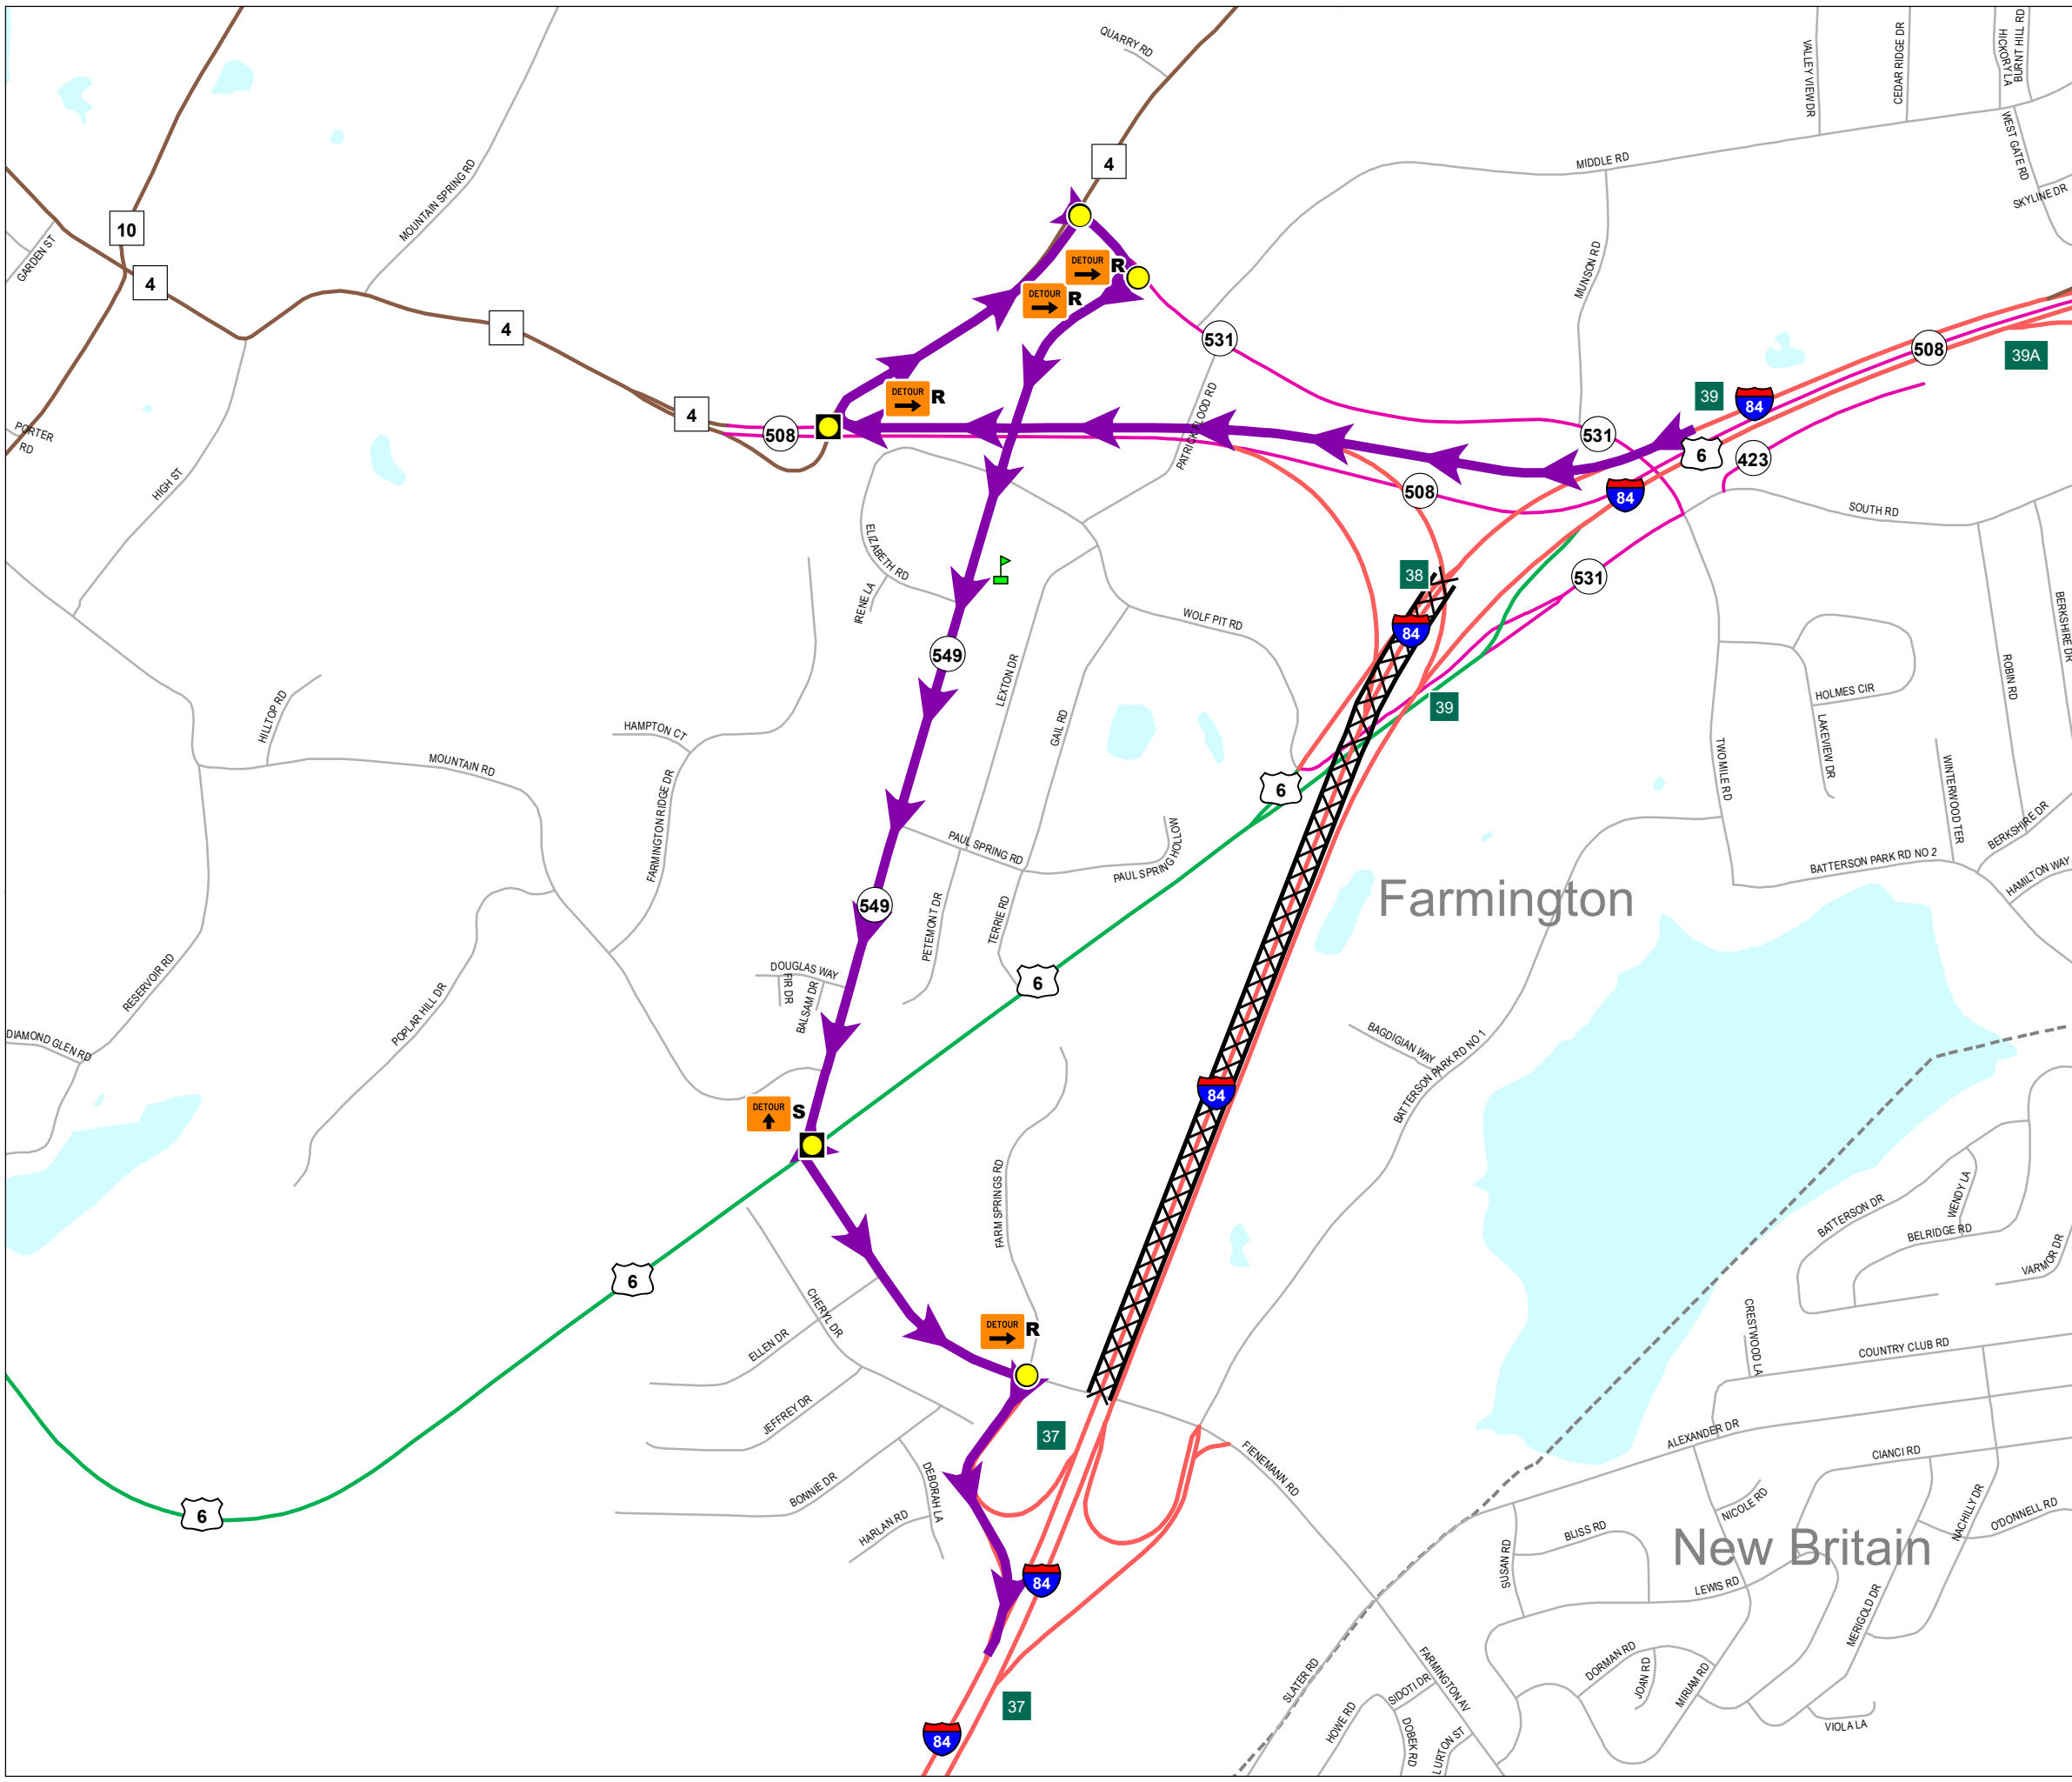 QUARRY RD
VALLEY VIEW DR
CEDAR RIDGE DR
HICKORY LA
BURNT HILL RD
WEST GATE RD
SKYLINE DR
MIDDLE RD
4
10
MOUNTAIN SPRING RD
GARDEN ST
4
4
DETOUR
R
DETOUR
R
MUNSON RD
531
508
39A
39
84
DETOUR
R
4
508
PATRICK FLOOD RD
531
6
423
PORTER
RD
HIGH ST
508
84
SOUTH RD
ELIZABETH RD
IRENE LA
38
531
84
WOLF PIT RD
BERKSHIRE DR
549
LEXTON DR
GAIL RD
HILLTOP RD
HAMPTON CT
39
HOLMES CIR
LAKEVIEW DR
ROBIN RD
MOUNTAIN RD
FARMINGTON RIDGE DR
6
TWO MILE RD
WINTERWOOD TER
BERKSHIRE DR
PAUL SPRING RD
PAUL SPRING HOLLOW
BATTERSON PARK RD NO 2
HAMILTON WAY
Farmington
549
PETEMONT DR
TERRIE RD
RESERVOIR RD
DOUGLAS WAY
FIR DR
BALSAM DR
6
POPLAR HILL DR
DIAMOND GLEN RD
BAGDIGIAN WAY
BATTERSON PARK RD NO 1
84
DETOUR
S
FARM SPRINGS RD
BATTERSON DR
WENDY LA
BELRIDGE RD
VARMOR DR
6
CHERYL DR
ELLEN DR
DETOUR
R
CRESTWOOD LA
COUNTRY CLUB RD
JEFFREY DR
37
ALEXANDER DR
CIANCI RD
FIENEMANN RD
BONNIE DR
DEBORAH LA
HARLAN RD
6
NICOLE RD
NACHILLY DR
O'DONNELL RD
BLISS RD
New Britain
SUSAN RD
84
LEWIS RD
MERIGOLD DR
DORMAN RD
JOAN RD
MIRIAM RD
SLATER RD
FARMINGTON AV
SIDOTI DR
HOWE RD
DOBEK RD
LURTON ST
VIOLA LA
37
84